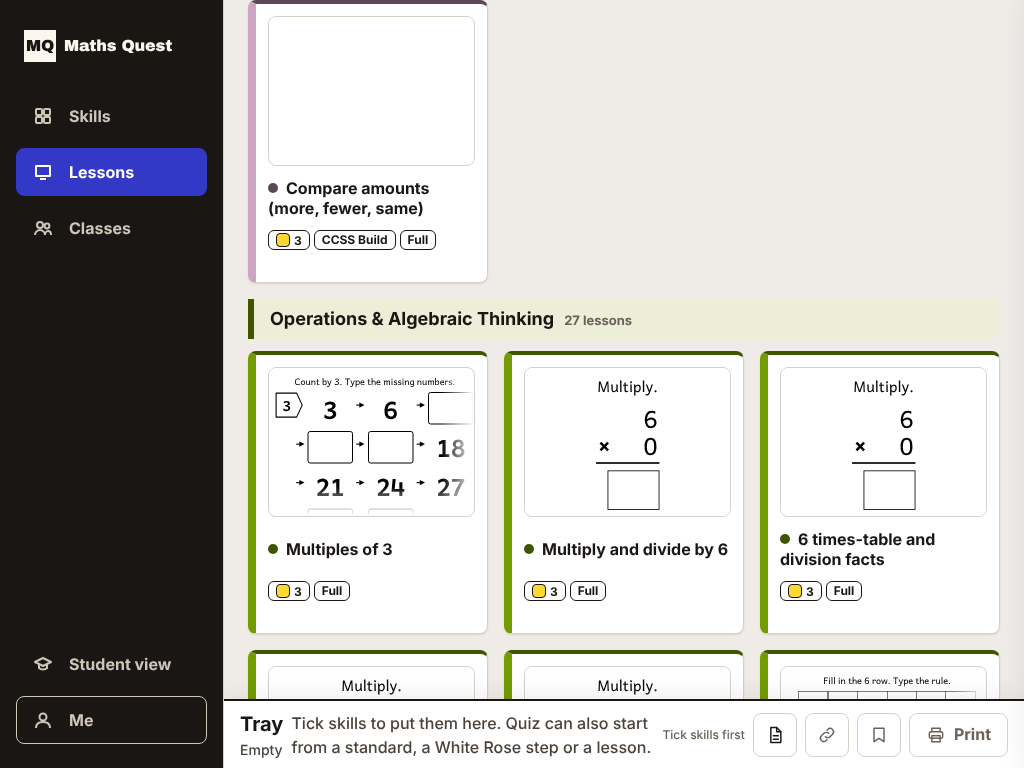 MQ Maths Quest
Skills
Lessons
Classes
Student view
Me
Compare amounts
(more, fewer, same)
3 CCSS Build Full
Operations & Algebraic Thinking 27 lessons
Count by 3. Type the missing numbers.
3 3 → 6 →
→ → 18
→ 21 → 24 → 27
Multiples of 3
3 Full
Multiply.
6
× 0
Multiply and divide by 6
3 Full
Multiply.
6
× 0
6 times-table and
division facts
3 Full
Multiply.
Multiply.
Fill in the 6 row. Type the rule.
Tray
Empty
Tick skills to put them here. Quiz can also start
from a standard, a White Rose step or a lesson.
Tick skills first
Print